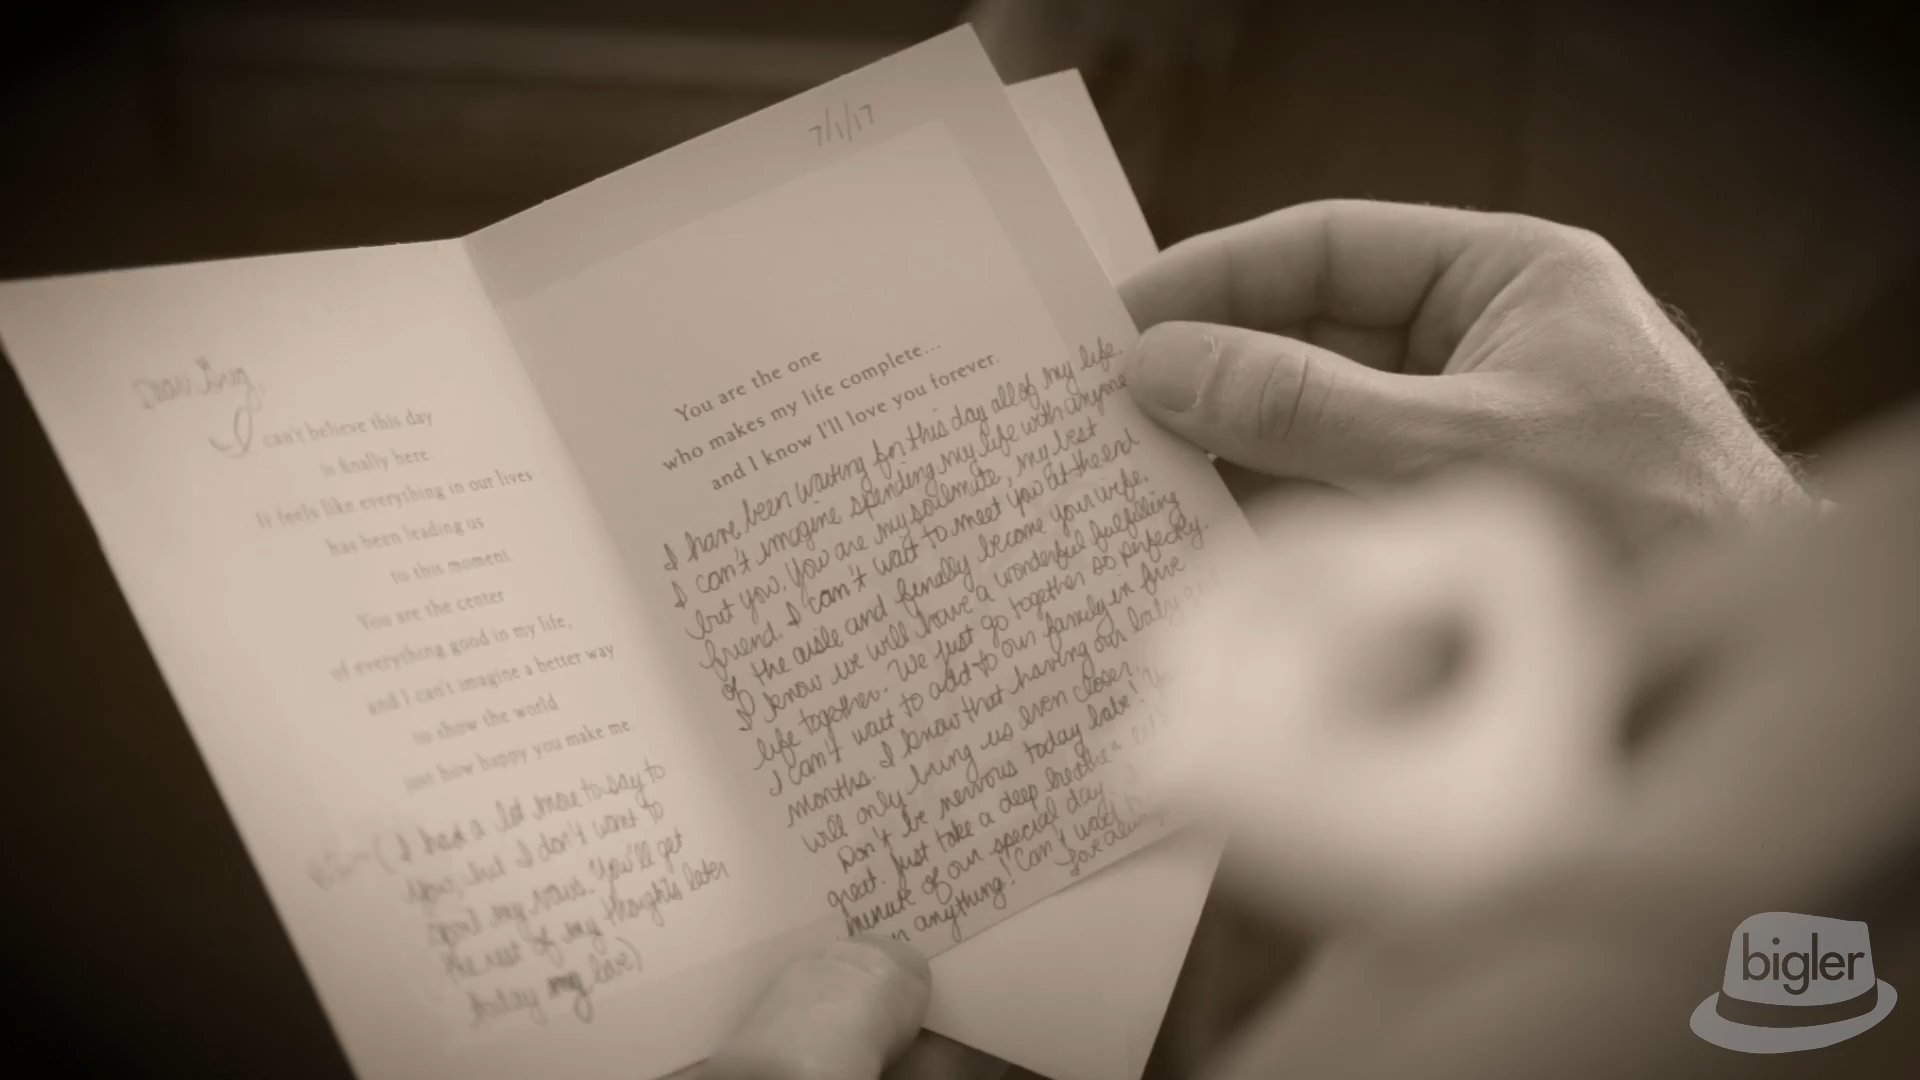 Dear Greg,
I can't believe this day
is finally here.
It feels like everything in our lives
has been leading us
to this moment.
You are the center
of everything good in my life,
and I can't imagine a better way
to show the world
just how happy you make me.
(I had a lot more to say to
you, but I don't want to
spoil my vows. You'll get
the rest of my thoughts later
today my love)
7/1/17
You are the one
who makes my life complete...
and I know I'll love you forever.
I have been waiting for this day all of my life.
I can't imagine spending my life with anyone
but you. You are my soulmate, my best
friend. I can't wait to meet you at the end
of the aisle and finally become your wife.
I know we will have a wonderful fulfilling
life together. We just go together so perfectly.
I can't wait to add to our family in five
months. I know that having our baby
will only bring us even closer.
Don't be nervous today babe!
great. Just take a deep breathe
minute of our special day.
anything! Can't wait
Love always
bigler